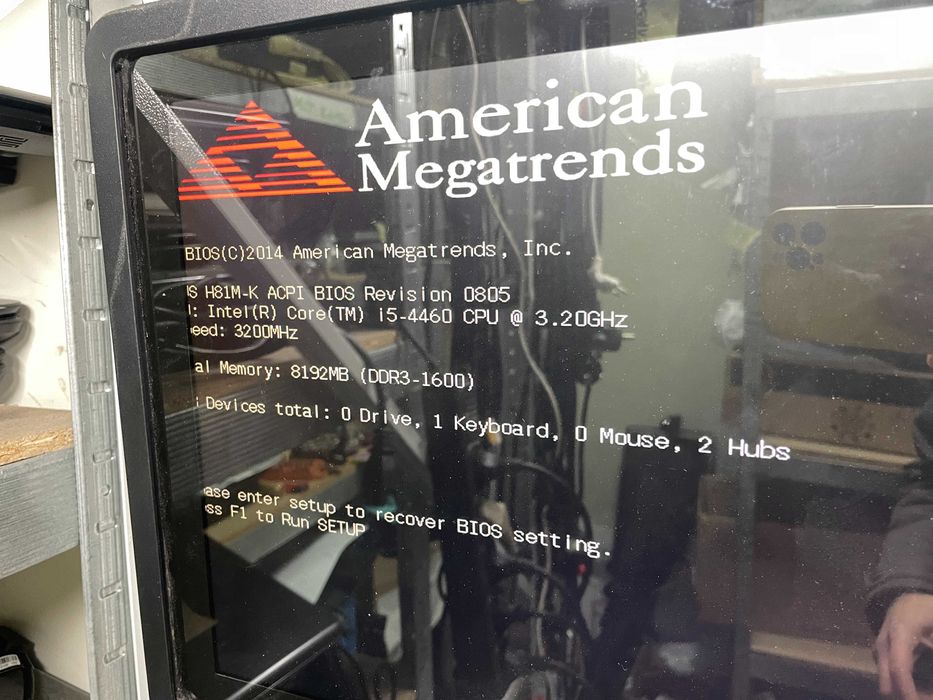 American
Megatrends
BIOS(C)2014 American Megatrends, Inc.
S H81M-K ACPI BIOS Revision 0805
: Intel(R) Core(TM) i5-4460 CPU @ 3.20GHz
eed: 3200MHz
al Memory: 8192MB (DDR3-1600)
Devices total: 0 Drive, 1 Keyboard, 0 Mouse, 2 Hubs
ase enter setup to recover BIOS setting.
ss F1 to Run SETUP